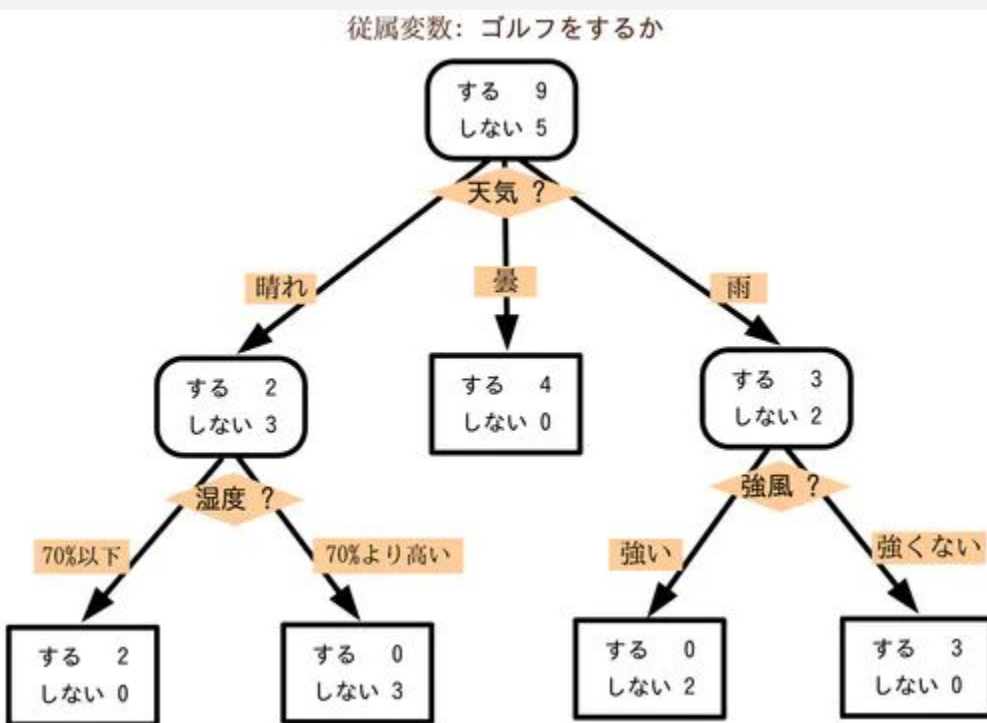 従属変数: ゴルフをするか
する 9
しない 5
天気 ?
晴れ
曇
雨
する 2
しない 3
する 4
しない 0
する 3
しない 2
湿度 ?
強風 ?
70%以下
70%より高い
強い
強くない
する 2
しない 0
する 0
しない 3
する 0
しない 2
する 3
しない 0